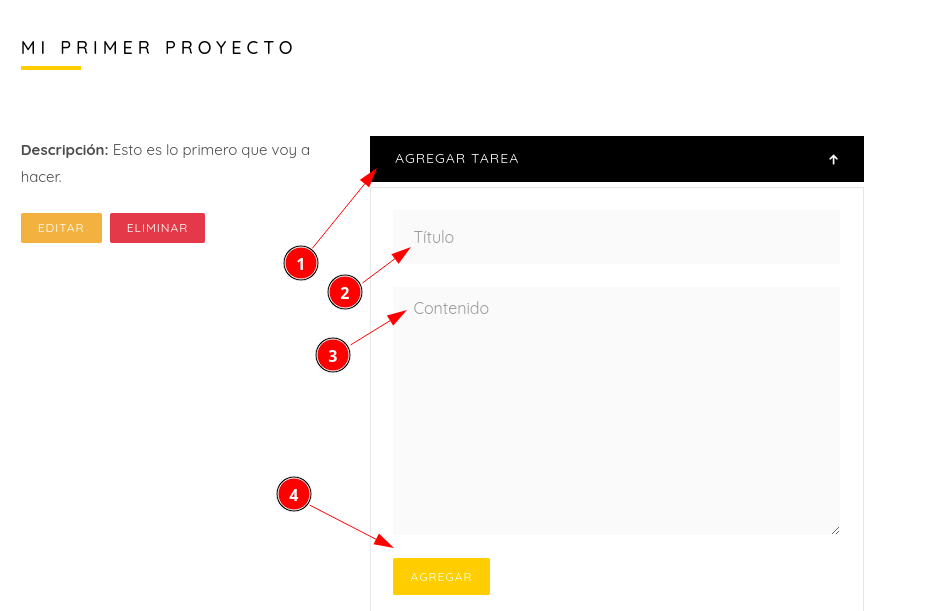 MI PRIMER PROYECTO
Descripción: Esto es lo primero que voy a
hacer.
EDITAR
ELIMINAR
AGREGAR TAREA
1
Título
2
Contenido
3
4
AGREGAR